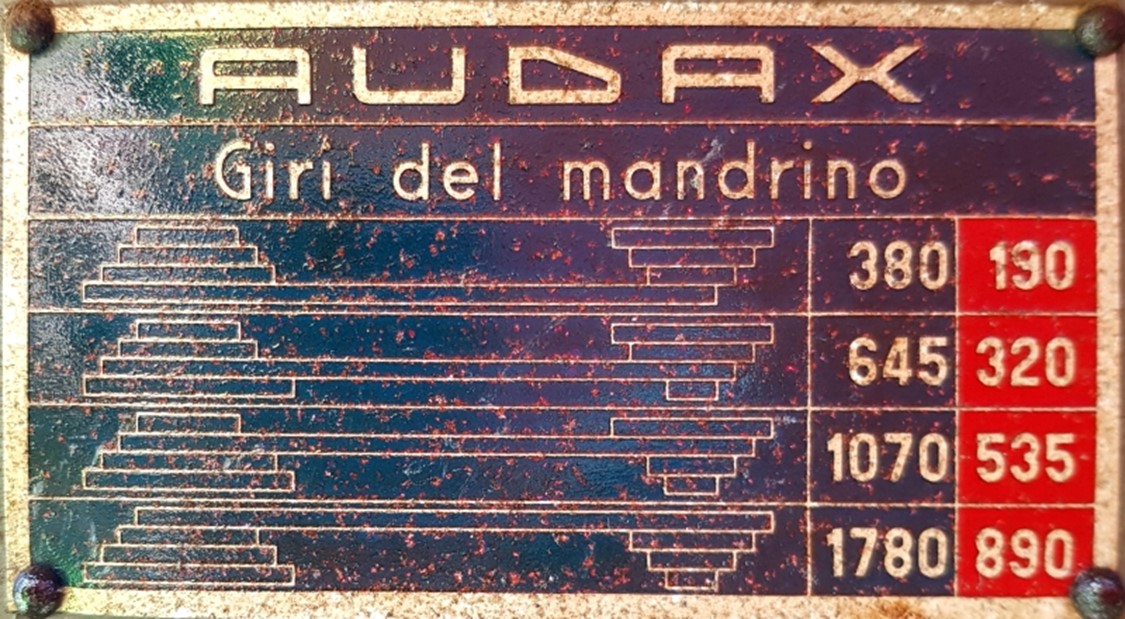 AUDAX
Giri del mandrino
380 190
645 320
1070 535
1780 890